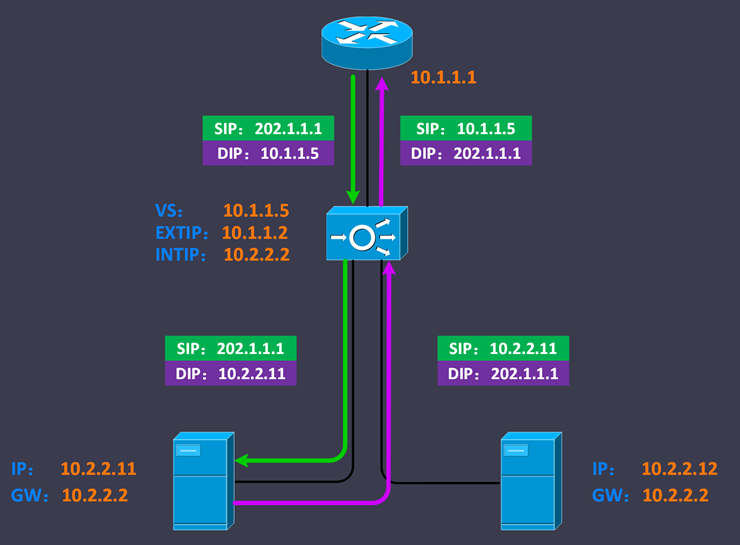 10.1.1.1
SIP：202.1.1.1
DIP：10.1.1.5
SIP：10.1.1.5
DIP：202.1.1.1
VS： 10.1.1.5
EXTIP：10.1.1.2
INTIP： 10.2.2.2
SIP：202.1.1.1
DIP：10.2.2.11
SIP：10.2.2.11
DIP：202.1.1.1
IP： 10.2.2.11
GW：10.2.2.2
IP： 10.2.2.12
GW：10.2.2.2